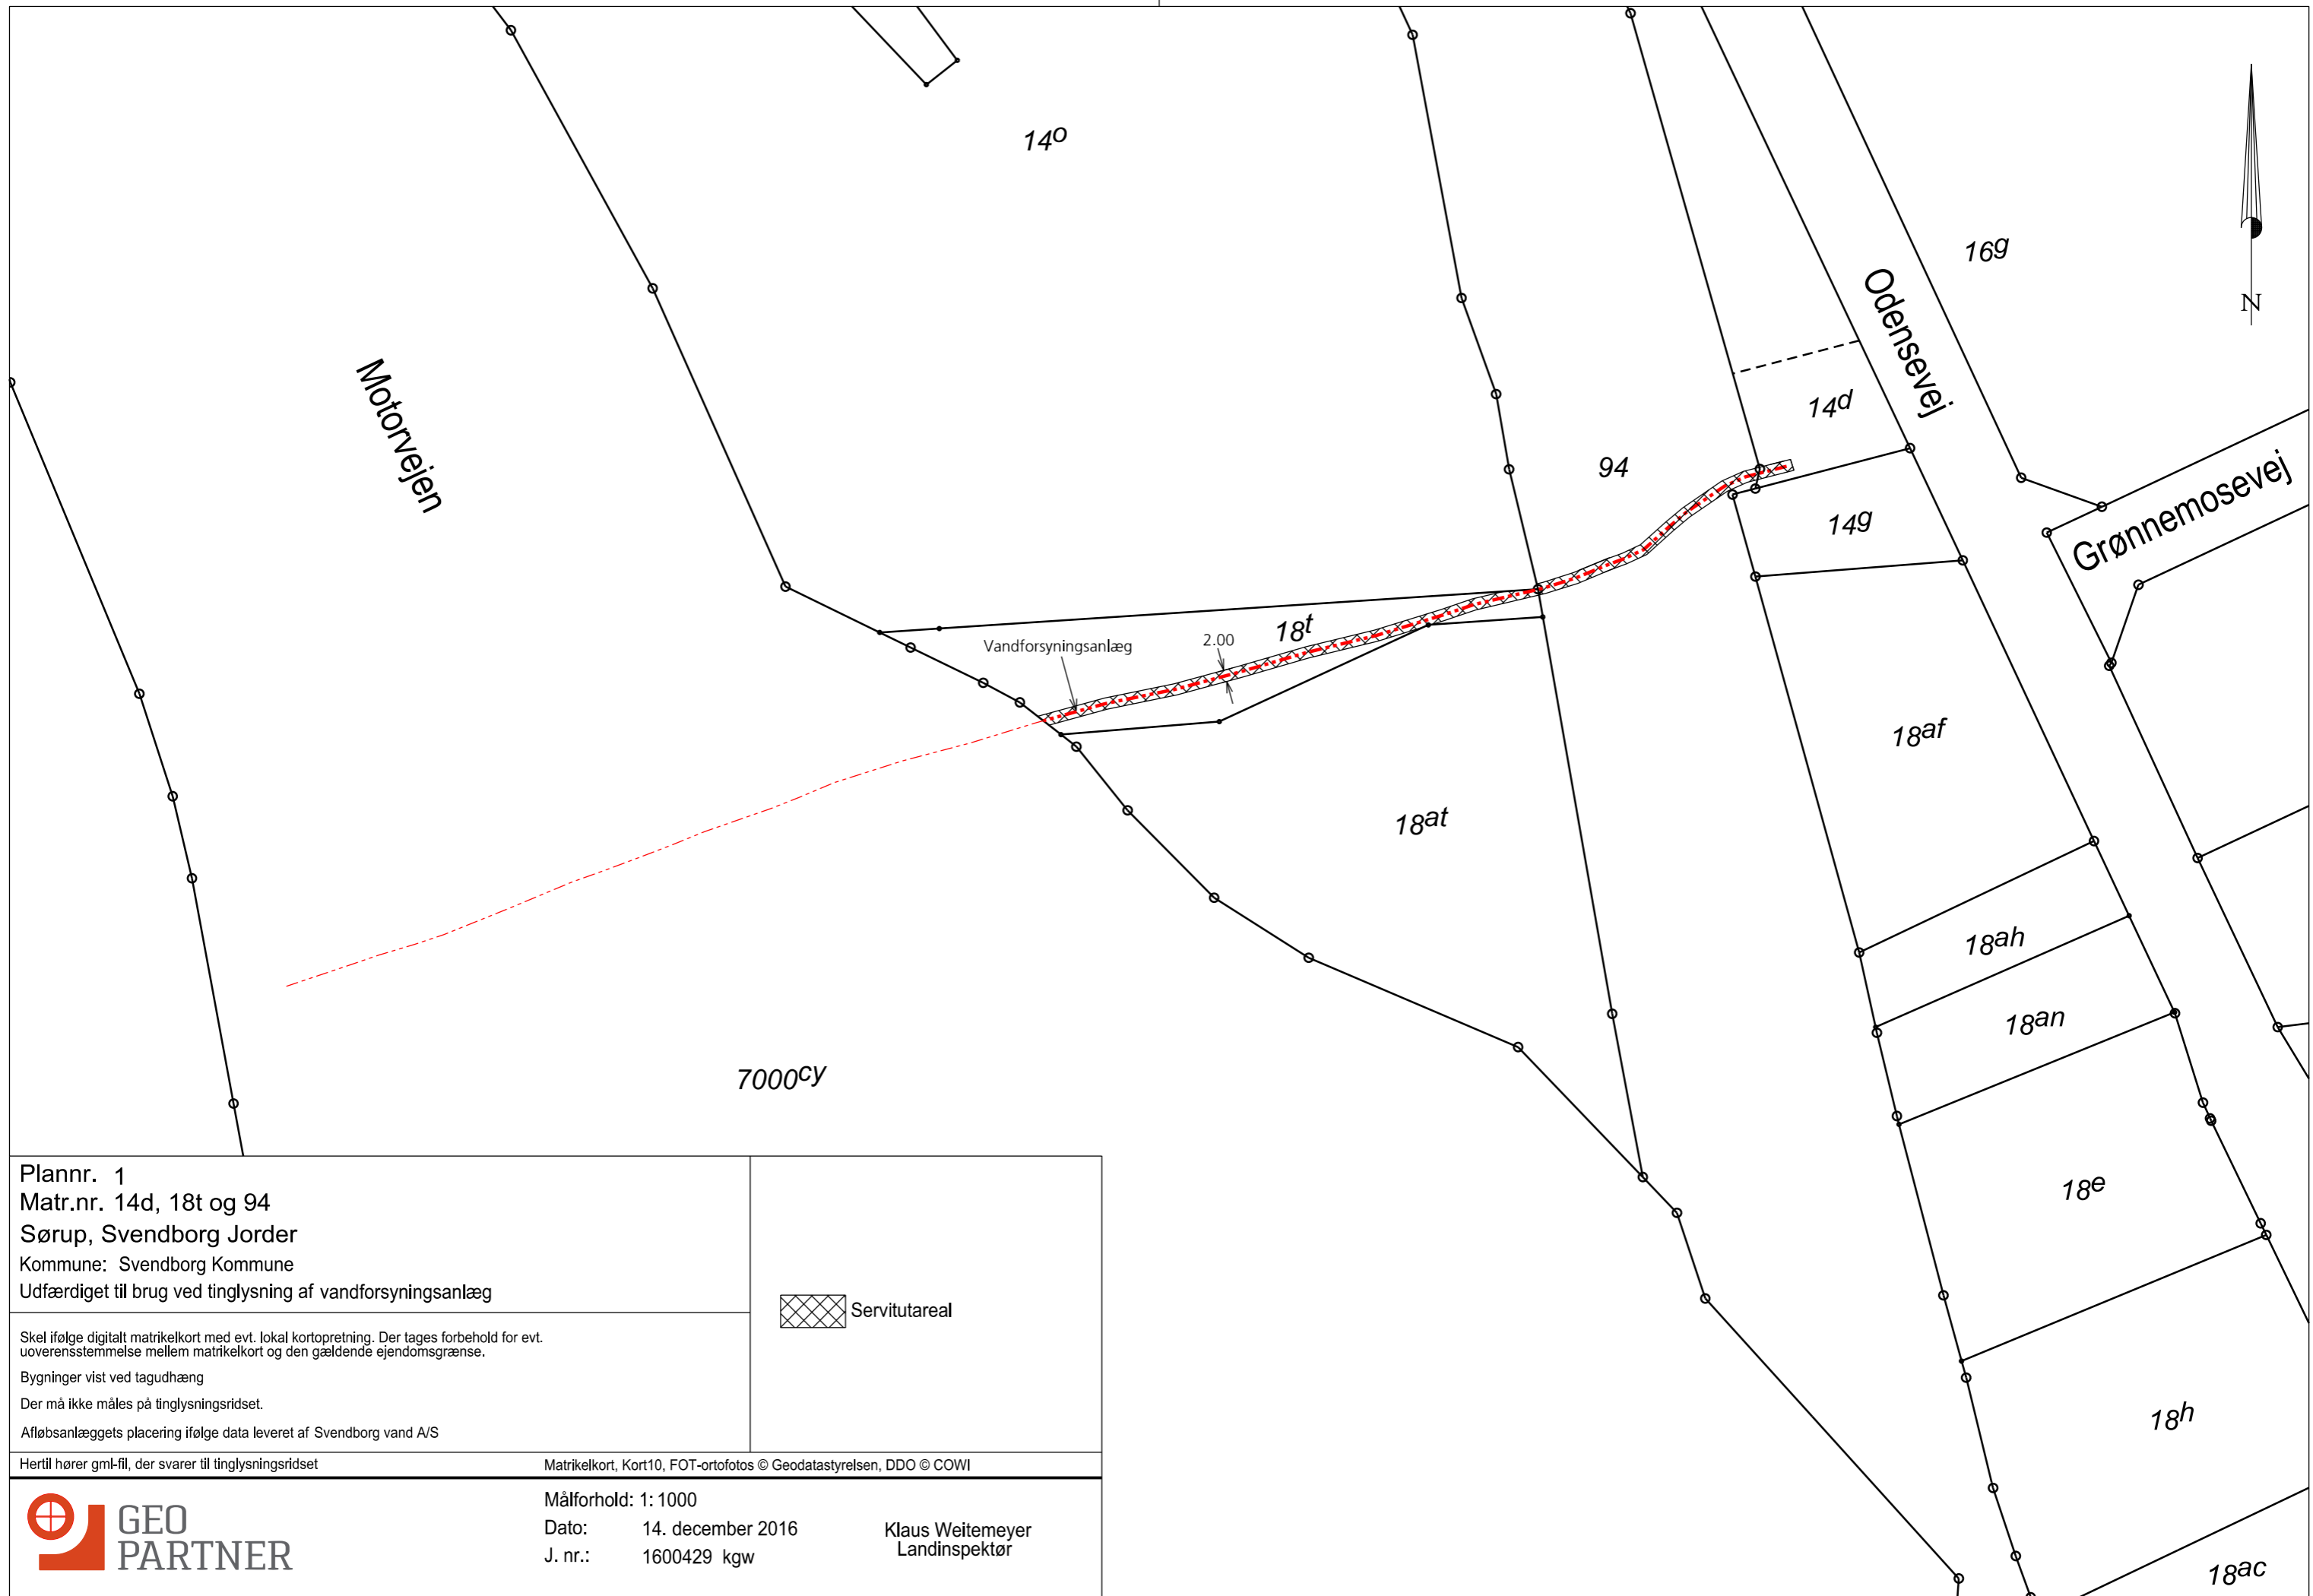 14o
16g
Odensevej
N
Motorvejen
14d
94
Grønnemosevej
14g
18t
2.00
Vandforsyningsanlæg
18af
18at
18ah
18an
7000cy
18e
18h
18ac
Plannr. 1
Matr.nr. 14d, 18t og 94
Sørup, Svendborg Jorder
Kommune: Svendborg Kommune
Udfærdiget til brug ved tinglysning af vandforsyningsanlæg
Servitutareal
Skel ifølge digitalt matrikelkort med evt. lokal kortopretning. Der tages forbehold for evt.
uoverensstemmelse mellem matrikelkort og den gældende ejendomsgrænse.
Bygninger vist ved tagudhæng
Der må ikke måles på tinglysningsridset.
Afløbsanlæggets placering ifølge data leveret af Svendborg vand A/S
Hertil hører gml-fil, der svarer til tinglysningsridset
Matrikelkort, Kort10, FOT-ortofotos © Geodatastyrelsen, DDO © COWI
GEO
PARTNER
Målforhold: 1:1000
Dato: 14. december 2016
J. nr.: 1600429 kgw
Klaus Weitemeyer
Landinspektør